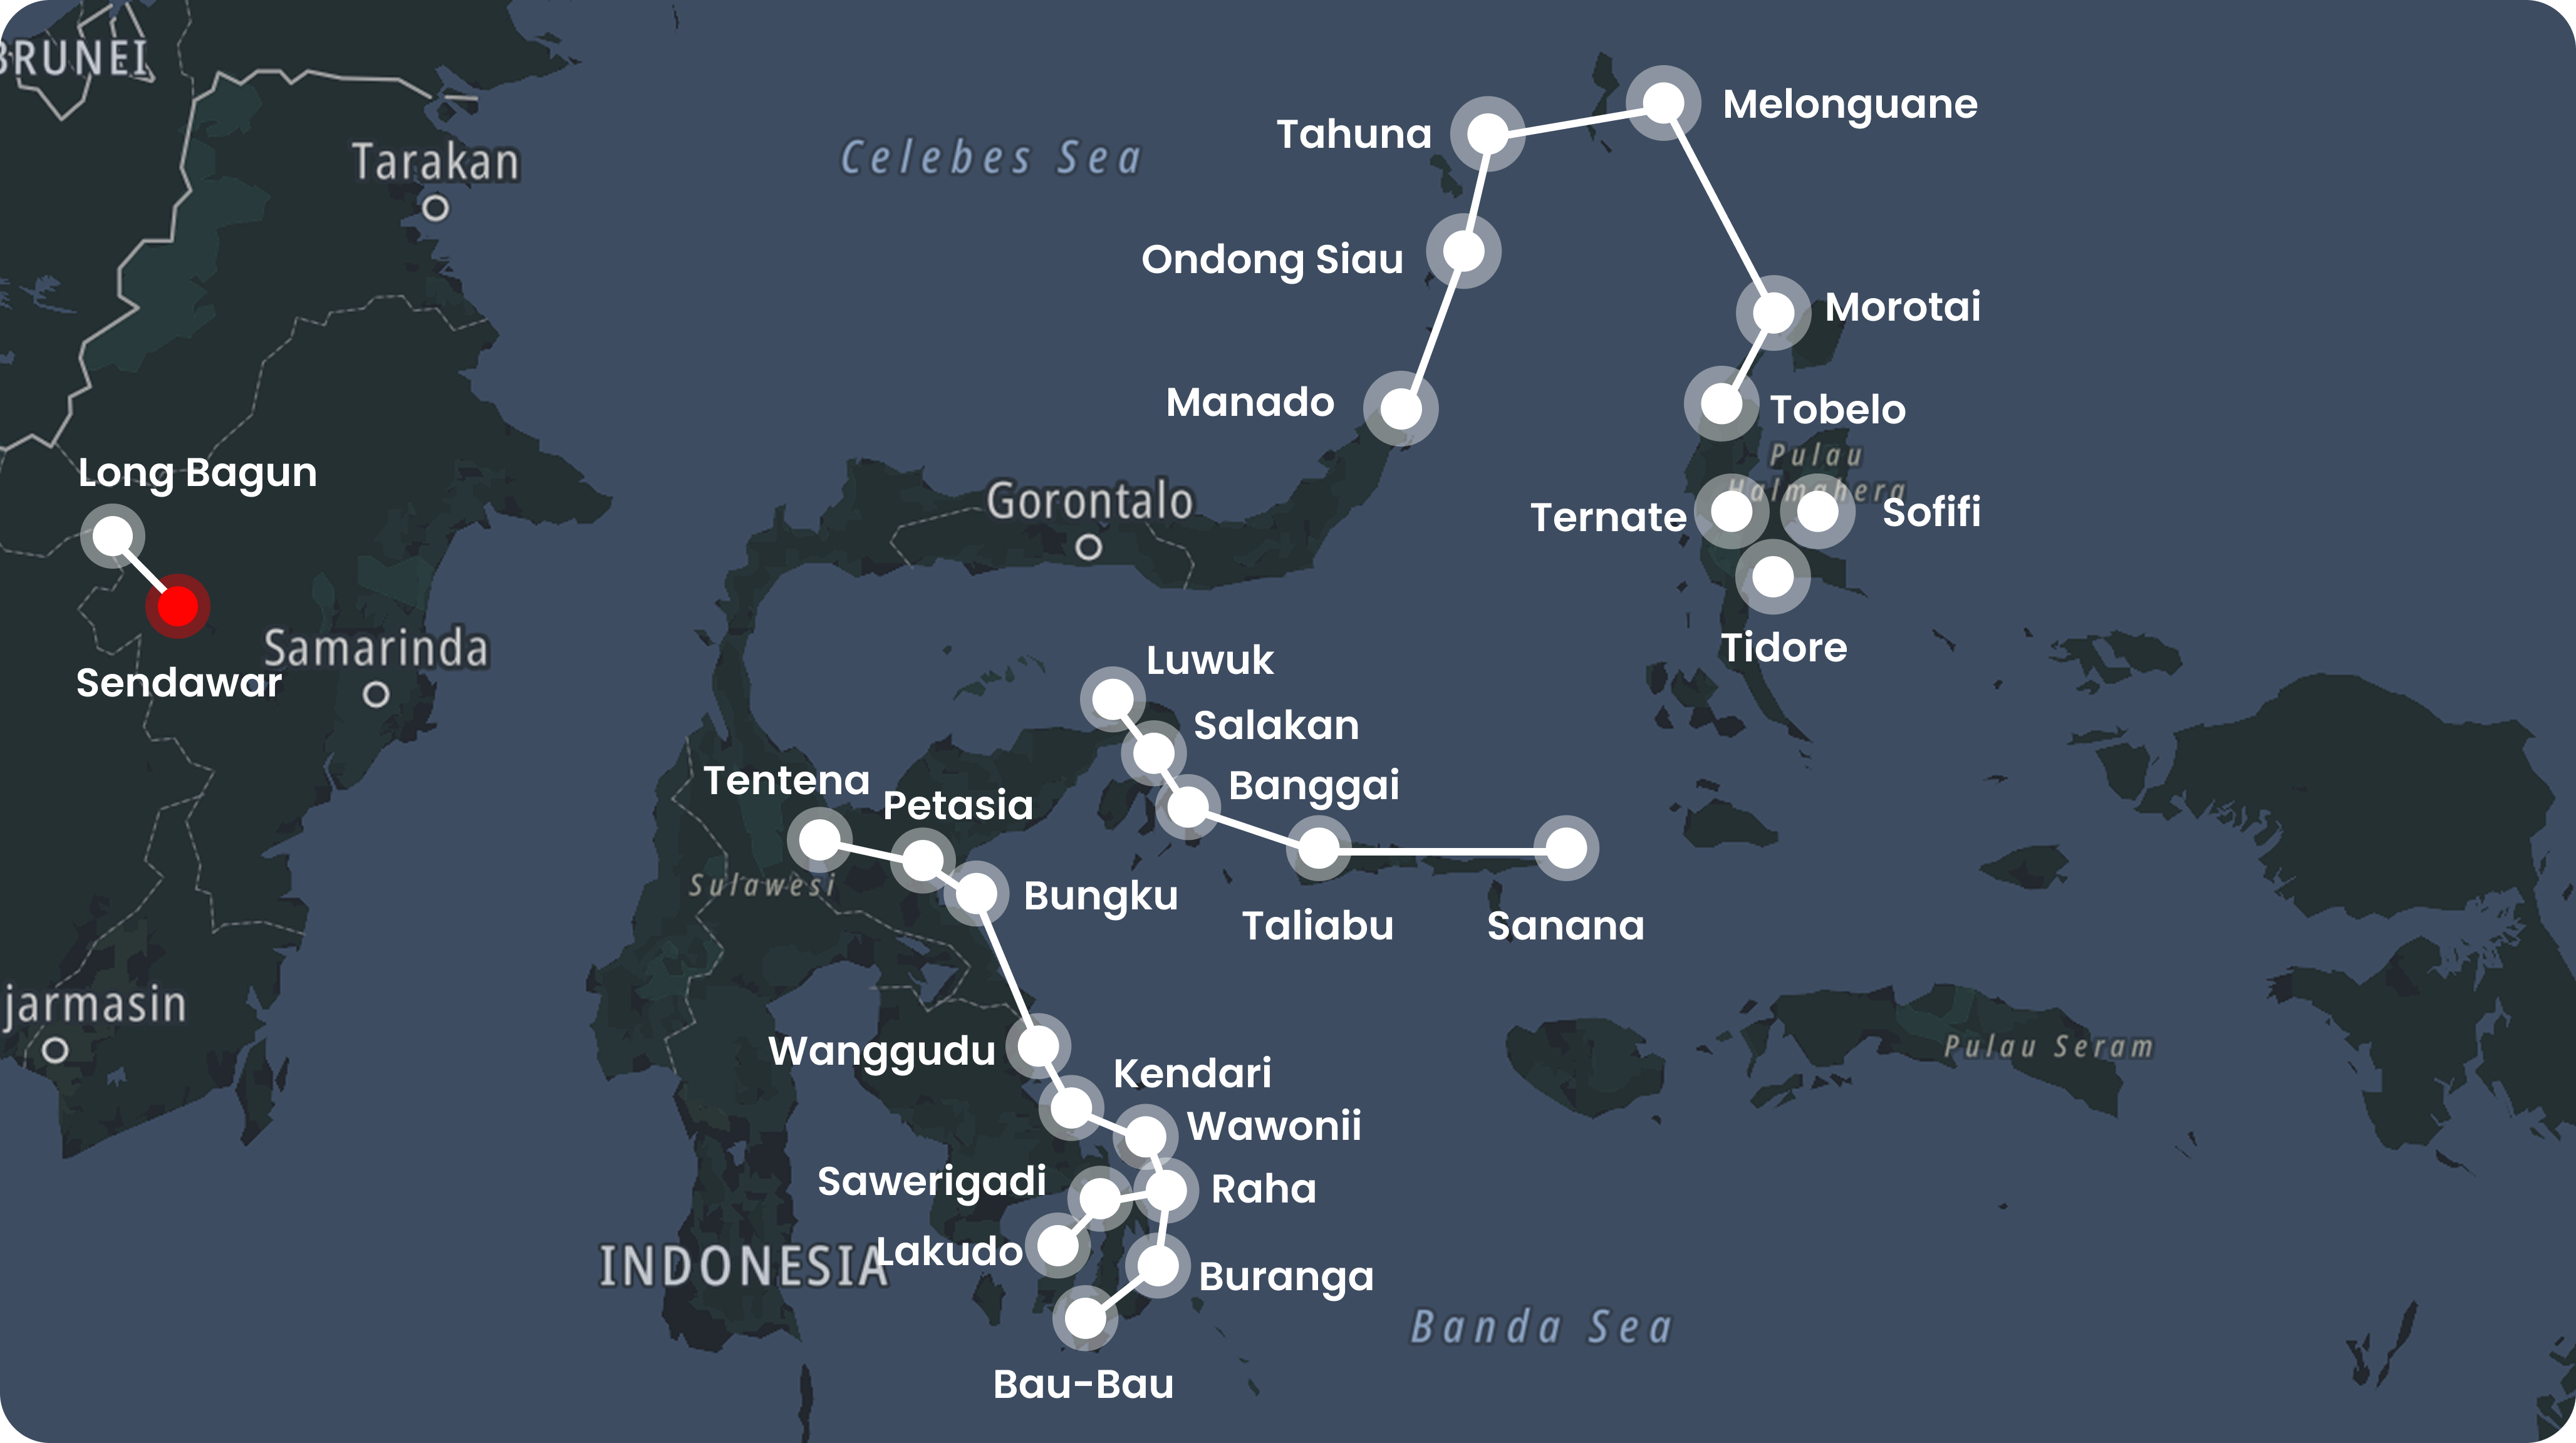 BRUNEI
Tarakan
Celebes Sea
Tahuna
Melonguane
Ondong Siau
Morotai
Manado
Tobelo
Pulau
Halmahera
Long Bagun
Gorontalo
Ternate
Sofifi
Samarinda
Sendawar
Tidore
Luwuk
Salakan
Tentena
Petasia
Banggai
Sulawesi
Bungku
Taliabu
Sanana
jarmasin
Wanggudu
Kendari
Pulau Seram
Wawonii
Sawerigadi
Raha
INDONESIA
Lakudo
Buranga
Banda Sea
Bau-Bau